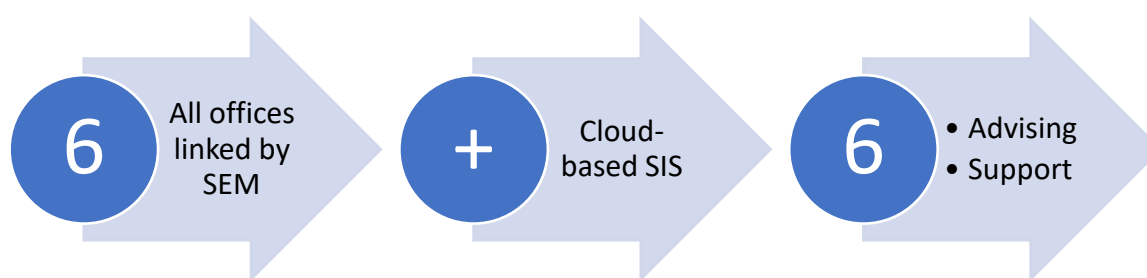 6
All offices
linked by
SEM
+
Cloud-
based SIS
6
• Advising
• Support